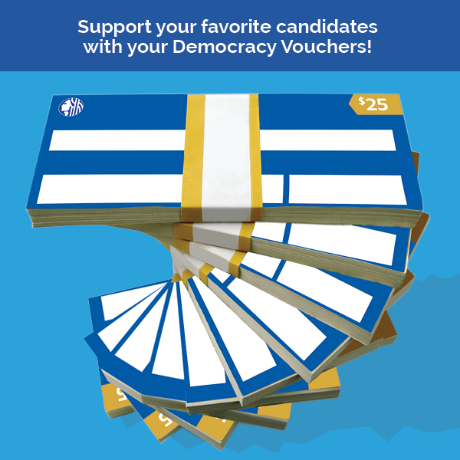 Support your favorite candidates
with your Democracy Vouchers!
$25